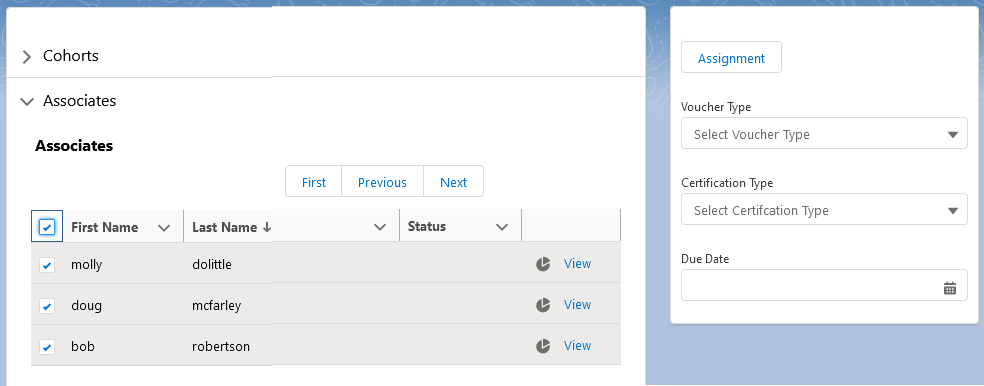 Cohorts
Associates
Associates
First Previous Next
First Name Last Name Status
molly dolittle View
doug mcfarley View
bob robertson View
Assignment
Voucher Type
Select Voucher Type
Certification Type
Select Certifcation Type
Due Date